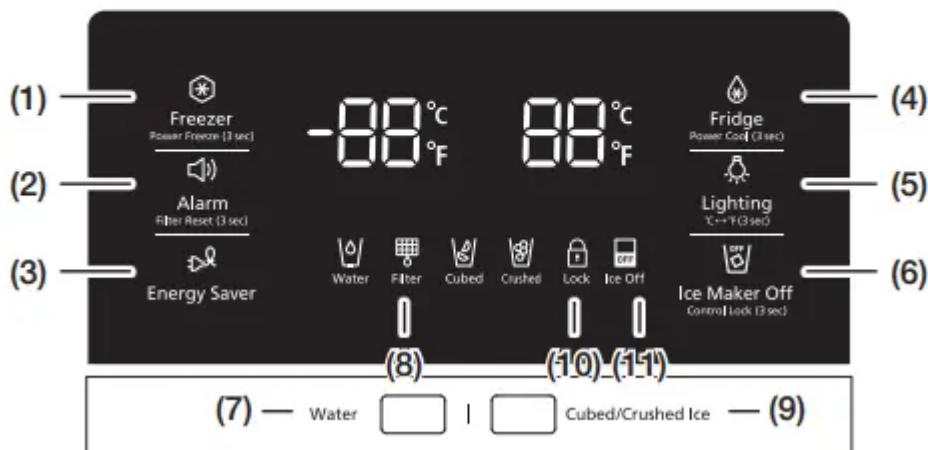 (1)
Freezer
Power Freeze (3 sec)
(2)
Alarm
Filter Reset (3 sec)
(3)
Energy Saver
-88 °C °F
88 °C °F
(4)
Fridge
Power Cool (3 sec)
(5)
Lighting
℃↔℉(3 sec)
OFF
(6)
Ice Maker Off
Control Lock (3 sec)
OFF
Water Filter Cubed Crushed Lock Ice Off
(8) (10) (11)
(7) Water | Cubed/Crushed Ice (9)